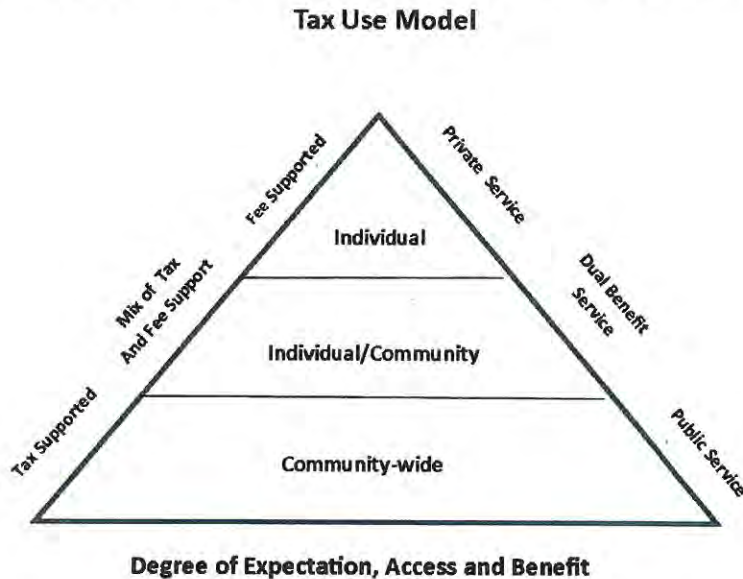 Tax Use Model
Fee Supported
Private Service
Individual
Mix of Tax
And Fee Support
Dual Benefit
Service
Individual/Community
Tax Supported
Public Service
Community-wide
Degree of Expectation, Access and Benefit